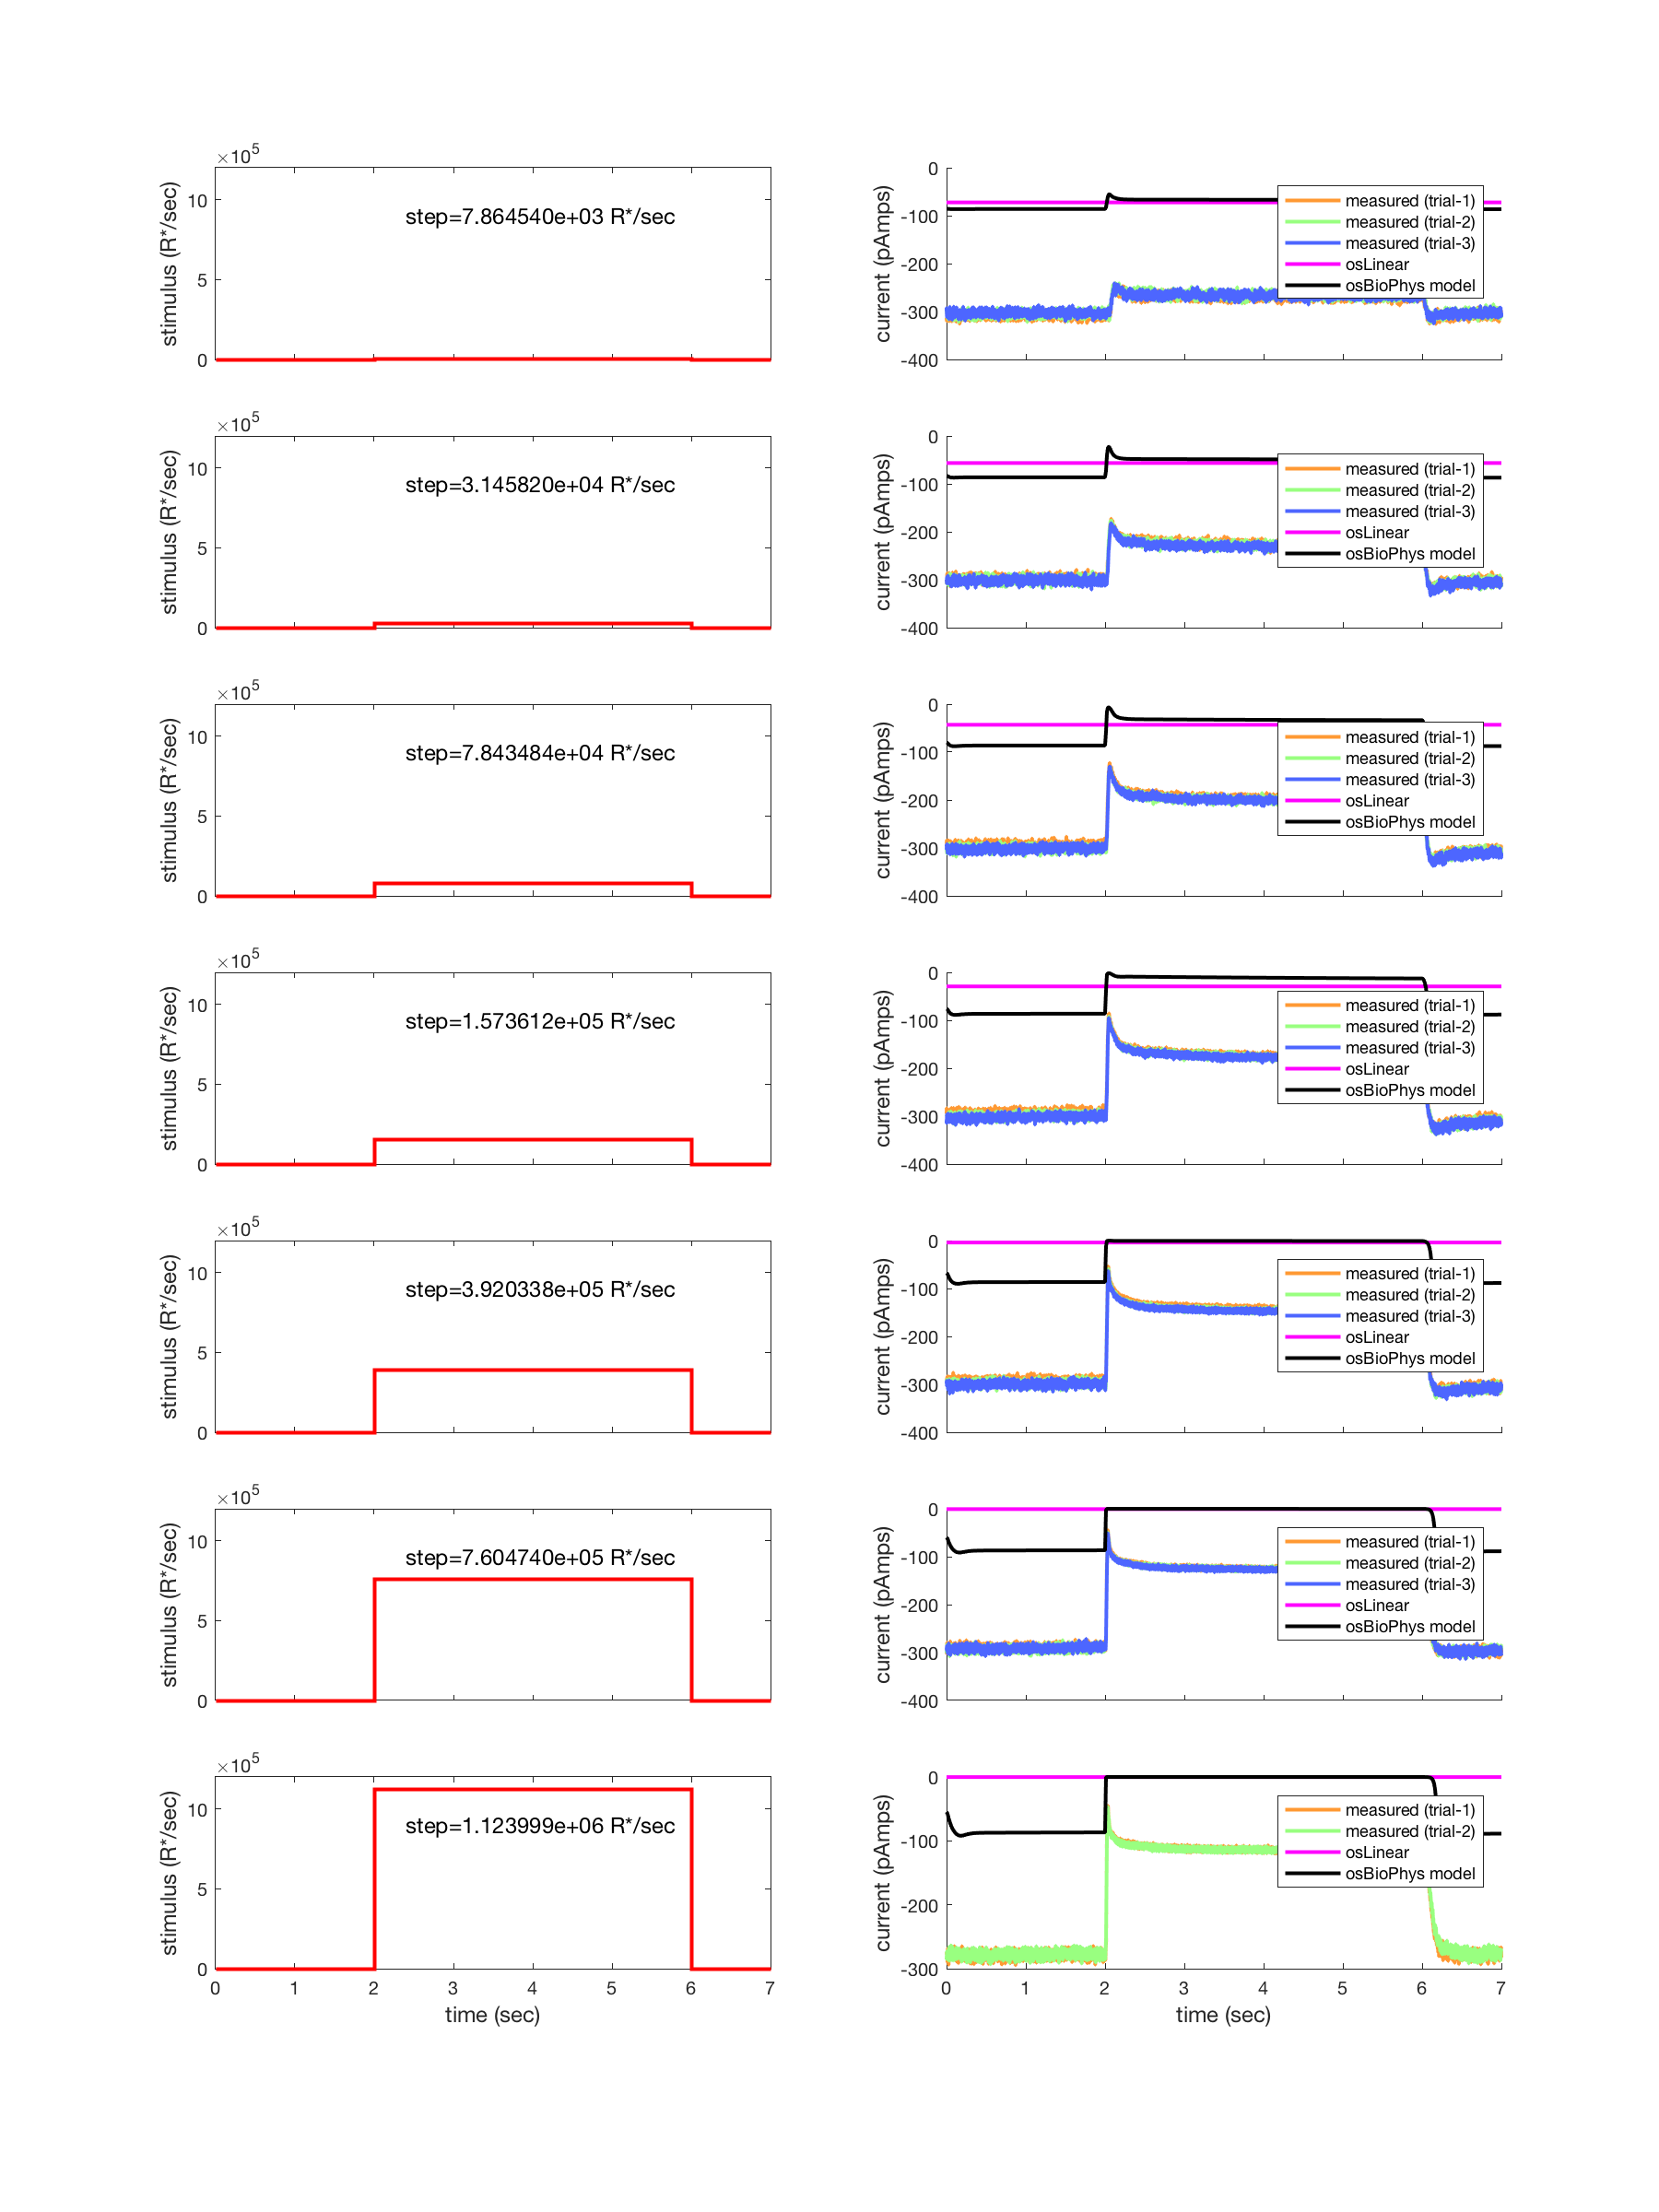 ×10^5
10
5
0
stimulus (R*/sec)
step=7.864540e+03 R*/sec
0
-100
-200
-300
-400
current (pAmps)
measured (trial-1)
measured (trial-2)
measured (trial-3)
osLinear
osBioPhys model
×10^5
10
5
0
stimulus (R*/sec)
step=3.145820e+04 R*/sec
0
-100
-200
-300
-400
current (pAmps)
measured (trial-1)
measured (trial-2)
measured (trial-3)
osLinear
osBioPhys model
×10^5
10
5
0
stimulus (R*/sec)
step=7.843484e+04 R*/sec
0
-100
-200
-300
-400
current (pAmps)
measured (trial-1)
measured (trial-2)
measured (trial-3)
osLinear
osBioPhys model
×10^5
10
5
0
stimulus (R*/sec)
step=1.573612e+05 R*/sec
0
-100
-200
-300
-400
current (pAmps)
measured (trial-1)
measured (trial-2)
measured (trial-3)
osLinear
osBioPhys model
×10^5
10
5
0
stimulus (R*/sec)
step=3.920338e+05 R*/sec
0
-100
-200
-300
-400
current (pAmps)
measured (trial-1)
measured (trial-2)
measured (trial-3)
osLinear
osBioPhys model
×10^5
10
5
0
stimulus (R*/sec)
step=7.604740e+05 R*/sec
0
-100
-200
-300
-400
current (pAmps)
measured (trial-1)
measured (trial-2)
measured (trial-3)
osLinear
osBioPhys model
×10^5
10
5
0
stimulus (R*/sec)
step=1.123999e+06 R*/sec
0 1 2 3 4 5 6 7
time (sec)
0
-100
-200
-300
current (pAmps)
measured (trial-1)
measured (trial-2)
osLinear
osBioPhys model
0 1 2 3 4 5 6 7
time (sec)